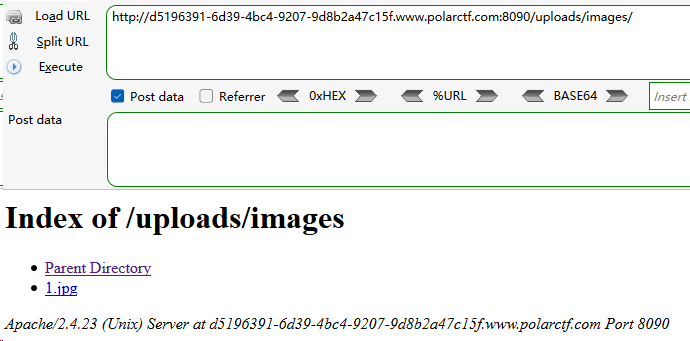 Load URL
http://d5196391-6d39-4bc4-9207-9d8b2a47c15f.www.polarctf.com:8090/uploads/images/
Split URL
Execute
Post data Referrer 0xHEX %URL BASE64 Insert
Post data
Index of /uploads/images
Parent Directory
1.jpg
Apache/2.4.23 (Unix) Server at d5196391-6d39-4bc4-9207-9d8b2a47c15f.www.polarctf.com Port 8090